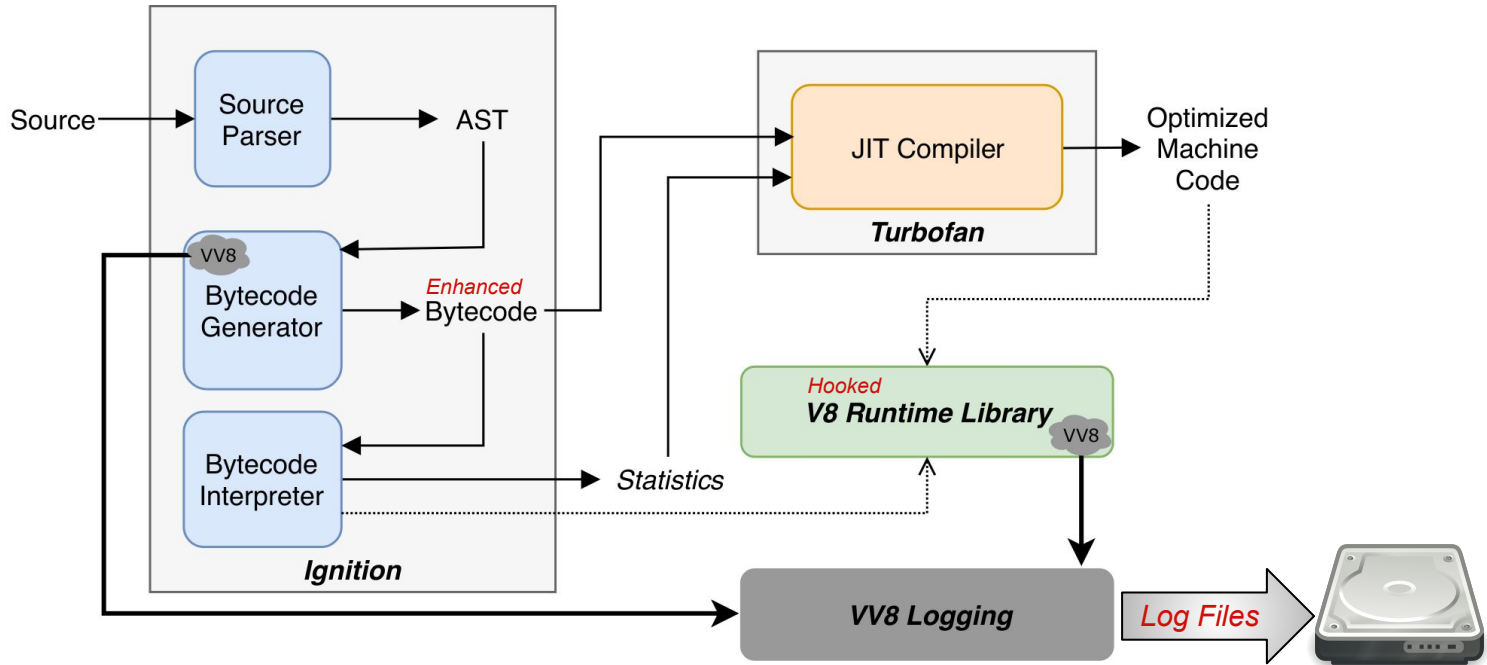 Source
Source
Parser
AST
JIT Compiler
Turbofan
Optimized
Machine
Code
VV8
Bytecode
Generator
Enhanced
Bytecode
Hooked
V8 Runtime Library
VV8
Bytecode
Interpreter
Statistics
Ignition
VV8 Logging
Log Files